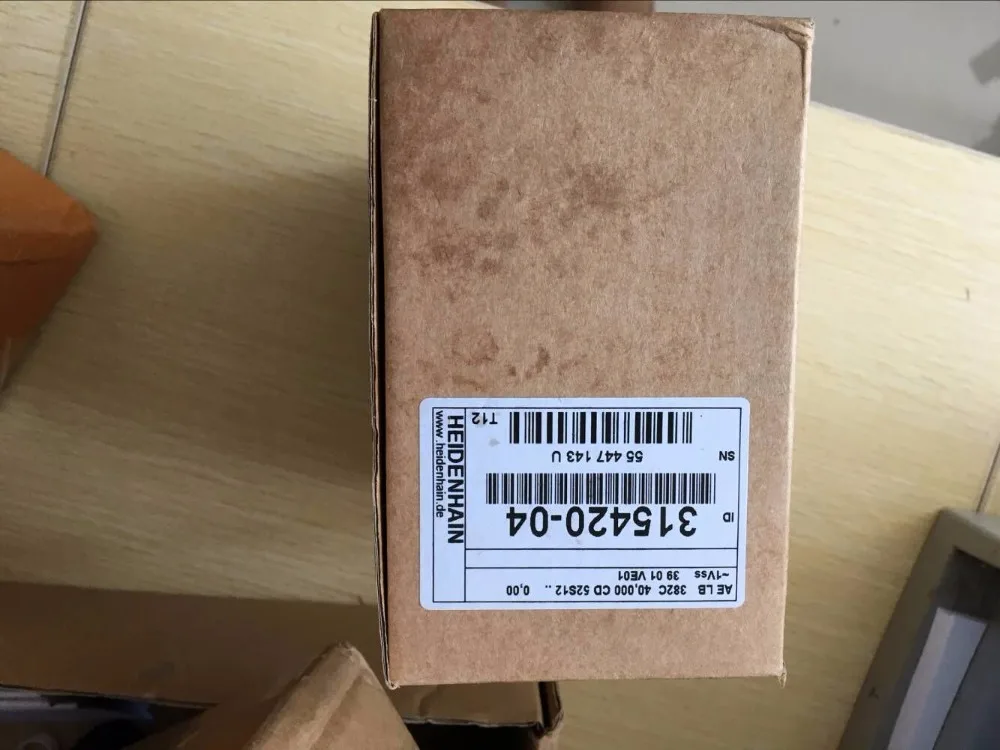 AE LB 382C 40,000 CD 52S12 .. 0,00
~1Vss 39 01 VE01
ID 315420-04
SN 55 447 143 U
T12
HEIDENHAIN
www.heidenhain.de